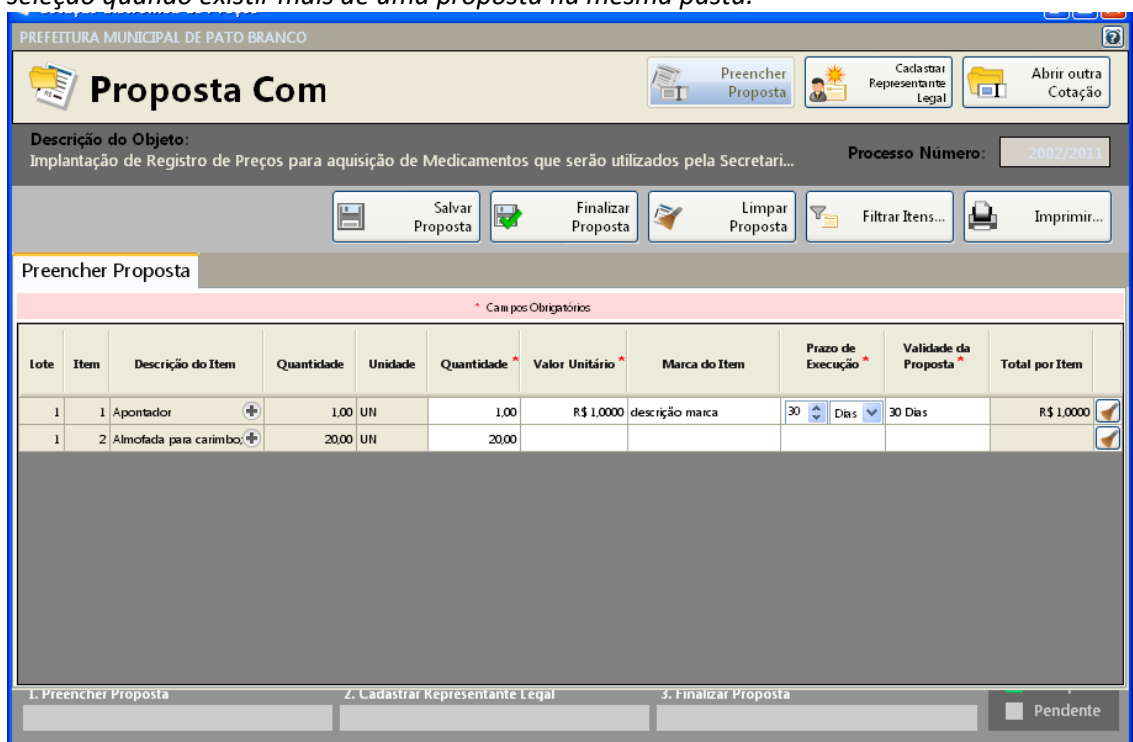 seleção quando existir mais de uma proposta na mesma pasta.
PREFEITURA MUNICIPAL DE PATO BRANCO
Proposta Com
Preencher
Proposta
Cadastrar
Representante
Legal
Abrir outra
Cotação
Descrição do Objeto:
Implantação de Registro de Preços para aquisição de Medicamentos que serão utilizados pela Secretari...
Processo Número:
2002/2011
Salvar
Proposta
Finalizar
Proposta
Limpar
Proposta
Filtrar Itens...
Imprimir...
Preencher Proposta
* Campos Obrigatórios
Lote Item Descrição do Item Quantidade Unidade Quantidade * Valor Unitário * Marca do Item Prazo de Execução * Validade da Proposta * Total por Item
1 1 Apontador 1,00 UN 1,00 R$ 1,0000 descrição marca 30 Dias 30 Dias R$ 1,0000
1 2 Almofada para carimbo; 20,00 UN 20,00
1. Preencher Proposta 2. Cadastrar Representante Legal 3. Finalizar Proposta
Pendente